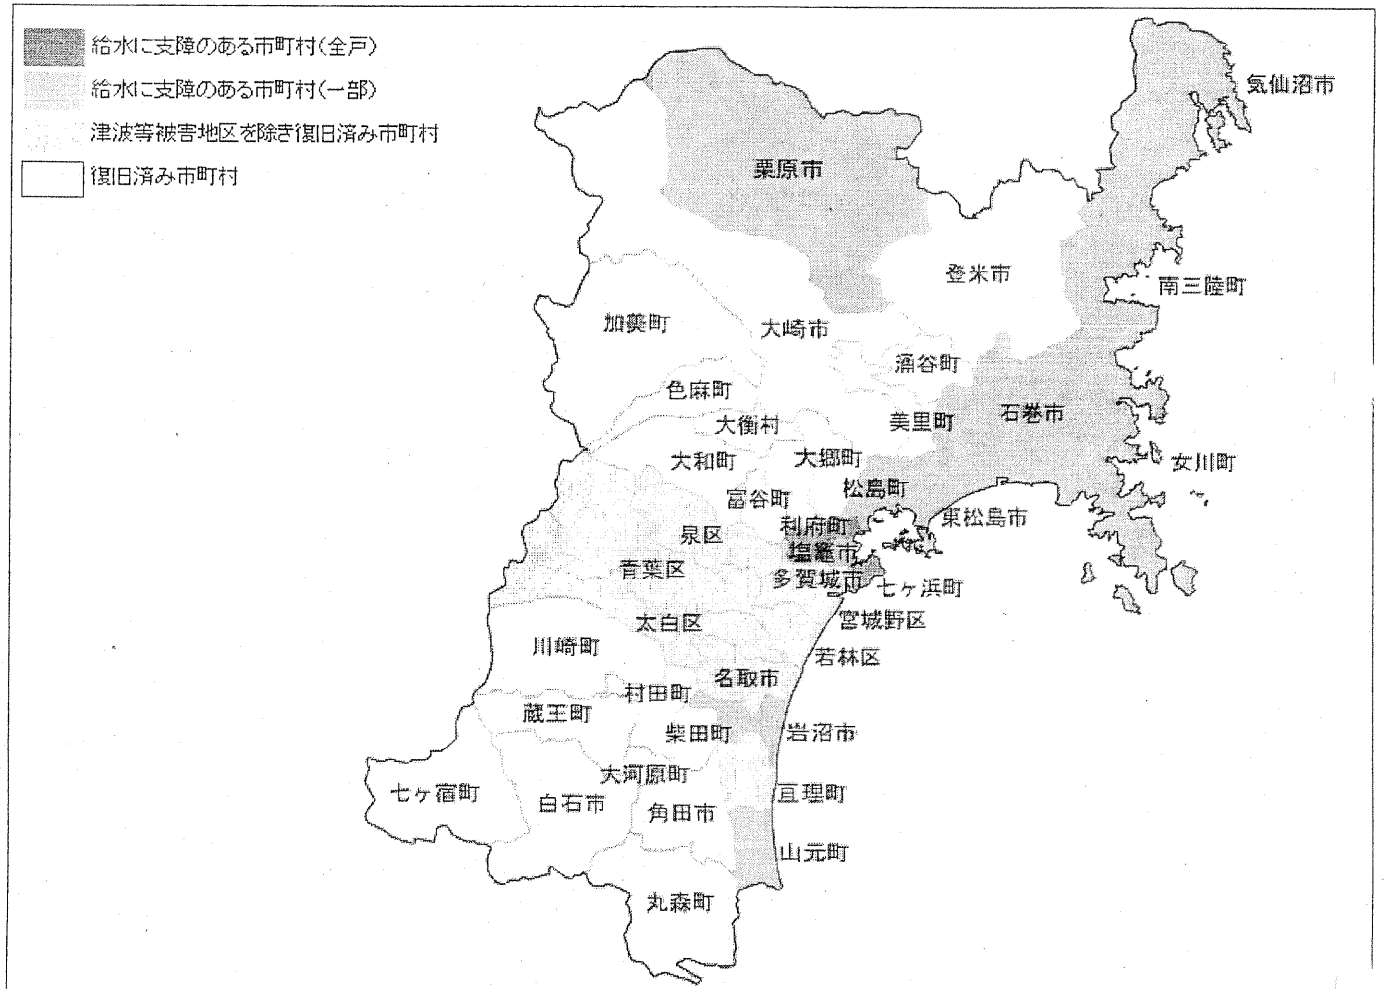 給水に支障のある市町村(全戸)
給水に支障のある市町村(一部)
津波等被害地区を除き復旧済み市町村
復旧済み市町村
気仙沼市
栗原市
登米市
南三陸町
加美町
大崎市
涌谷町
色麻町
石巻市
大衡村
美里町
大和町
大郷町
女川町
富谷町
松島町
利府町
東松島市
泉区
塩竈市
青葉区
多賀城市
七ヶ浜町
太白区
宮城野区
川崎町
若林区
名取市
村田町
蔵王町
柴田町
岩沼市
大河原町
七ヶ宿町
白石市
角田市
亘理町
山元町
丸森町